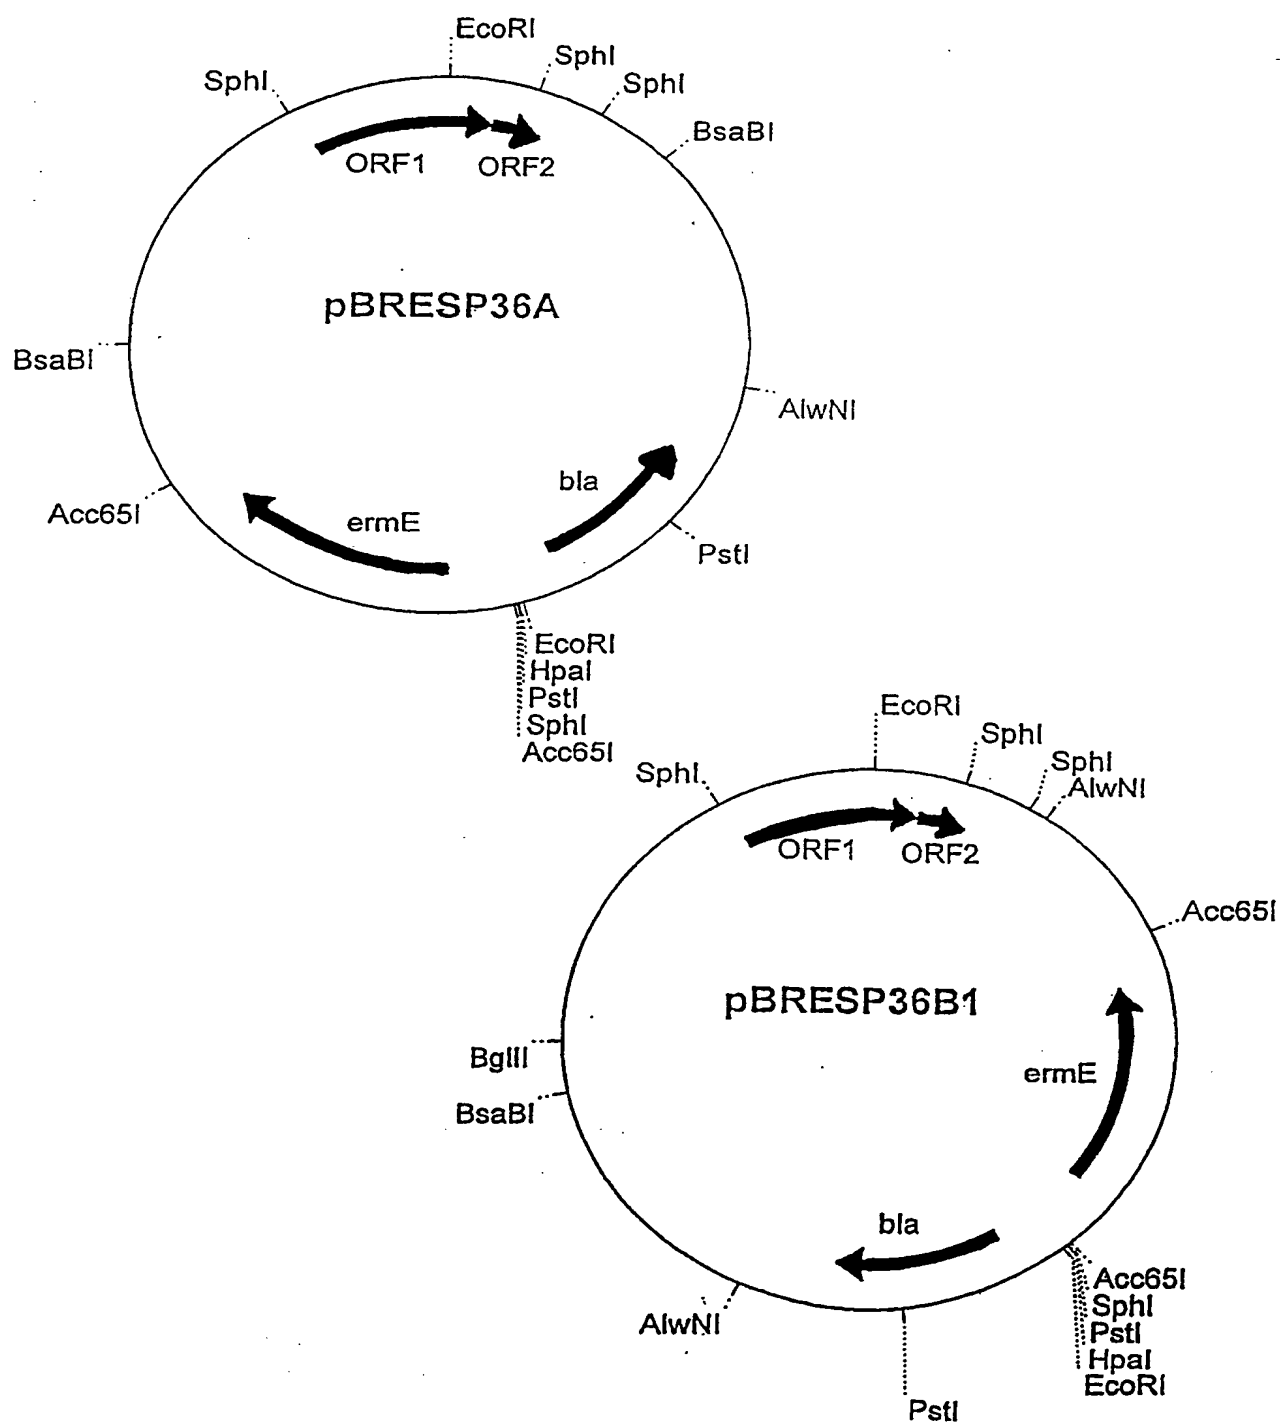 EcoRI
SphI
SphI
SphI
BsaBI
ORF1
ORF2
pBRESP36A
BsaBI
AlwNI
bla
Acc65I
ermE
PstI
EcoRI
HpaI
PstI
SphI
Acc65I
EcoRI
SphI
SphI
SphI
AlwNI
ORF1
ORF2
Acc65I
pBRESP36B1
BglII
ermE
BsaBI
bla
Acc65I
SphI
AlwNI
PstI
HpaI
EcoRI
PstI